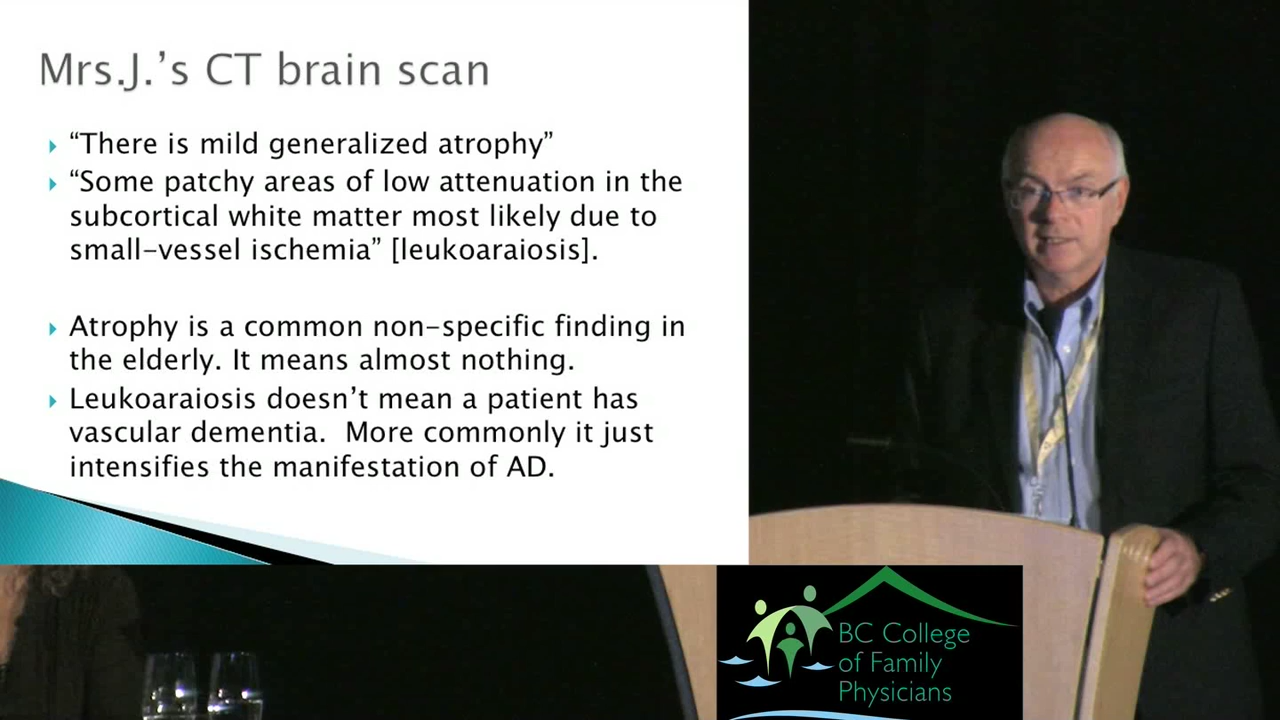 Mrs.J.’s CT brain scan
“There is mild generalized atrophy”
“Some patchy areas of low attenuation in the
subcortical white matter most likely due to
small-vessel ischemia” [leukoaraiosis].
Atrophy is a common non-specific finding in
the elderly. It means almost nothing.
Leukoaraiosis doesn’t mean a patient has
vascular dementia.  More commonly it just
intensifies the manifestation of AD.
BC College
of Family
Physicians